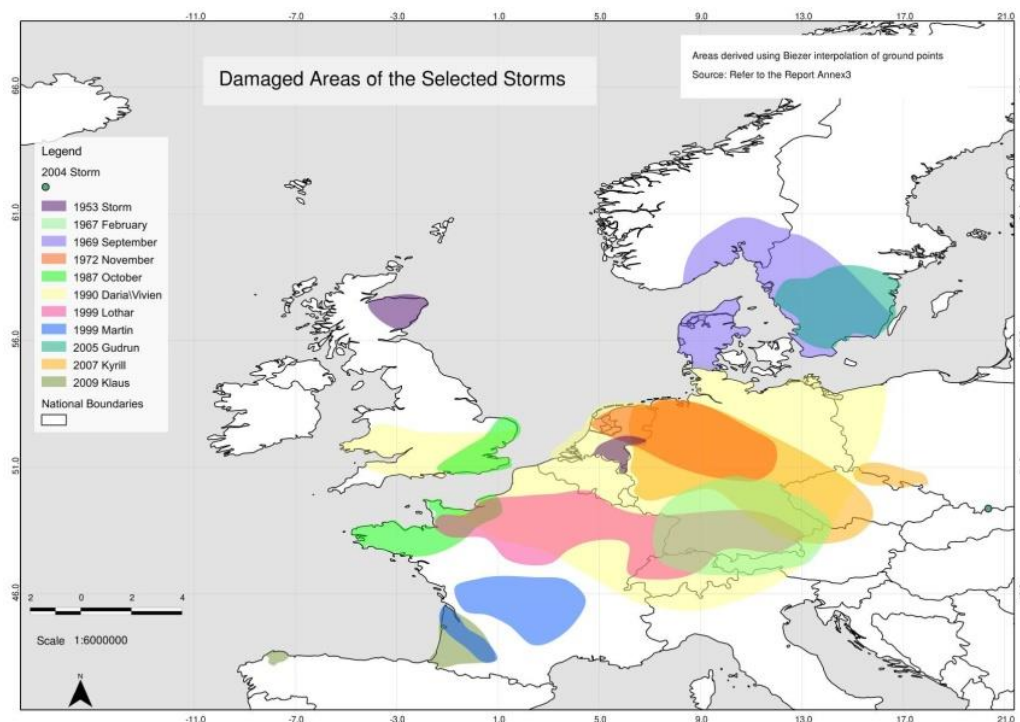 -11.0 -7.0 -3.0 1.0 5.0 9.0 13.0 17.0 21.0
Damaged Areas of the Selected Storms
Areas derived using Biezer interpolation of ground points
Source: Refer to the Report Annex3
66.0
61.0
56.0
51.0
46.0
Legend
2004 Storm
1953 Storm
1967 February
1969 September
1972 November
1987 October
1990 Daria\Vivien
1999 Lothar
1999 Martin
2005 Gudrun
2007 Kyrill
2009 Klaus
National Boundaries
2 0 2 4
Scale 1:6000000
N
-11.0 -7.0 -3.0 1.0 5.0 9.0 13.0 17.0 21.0